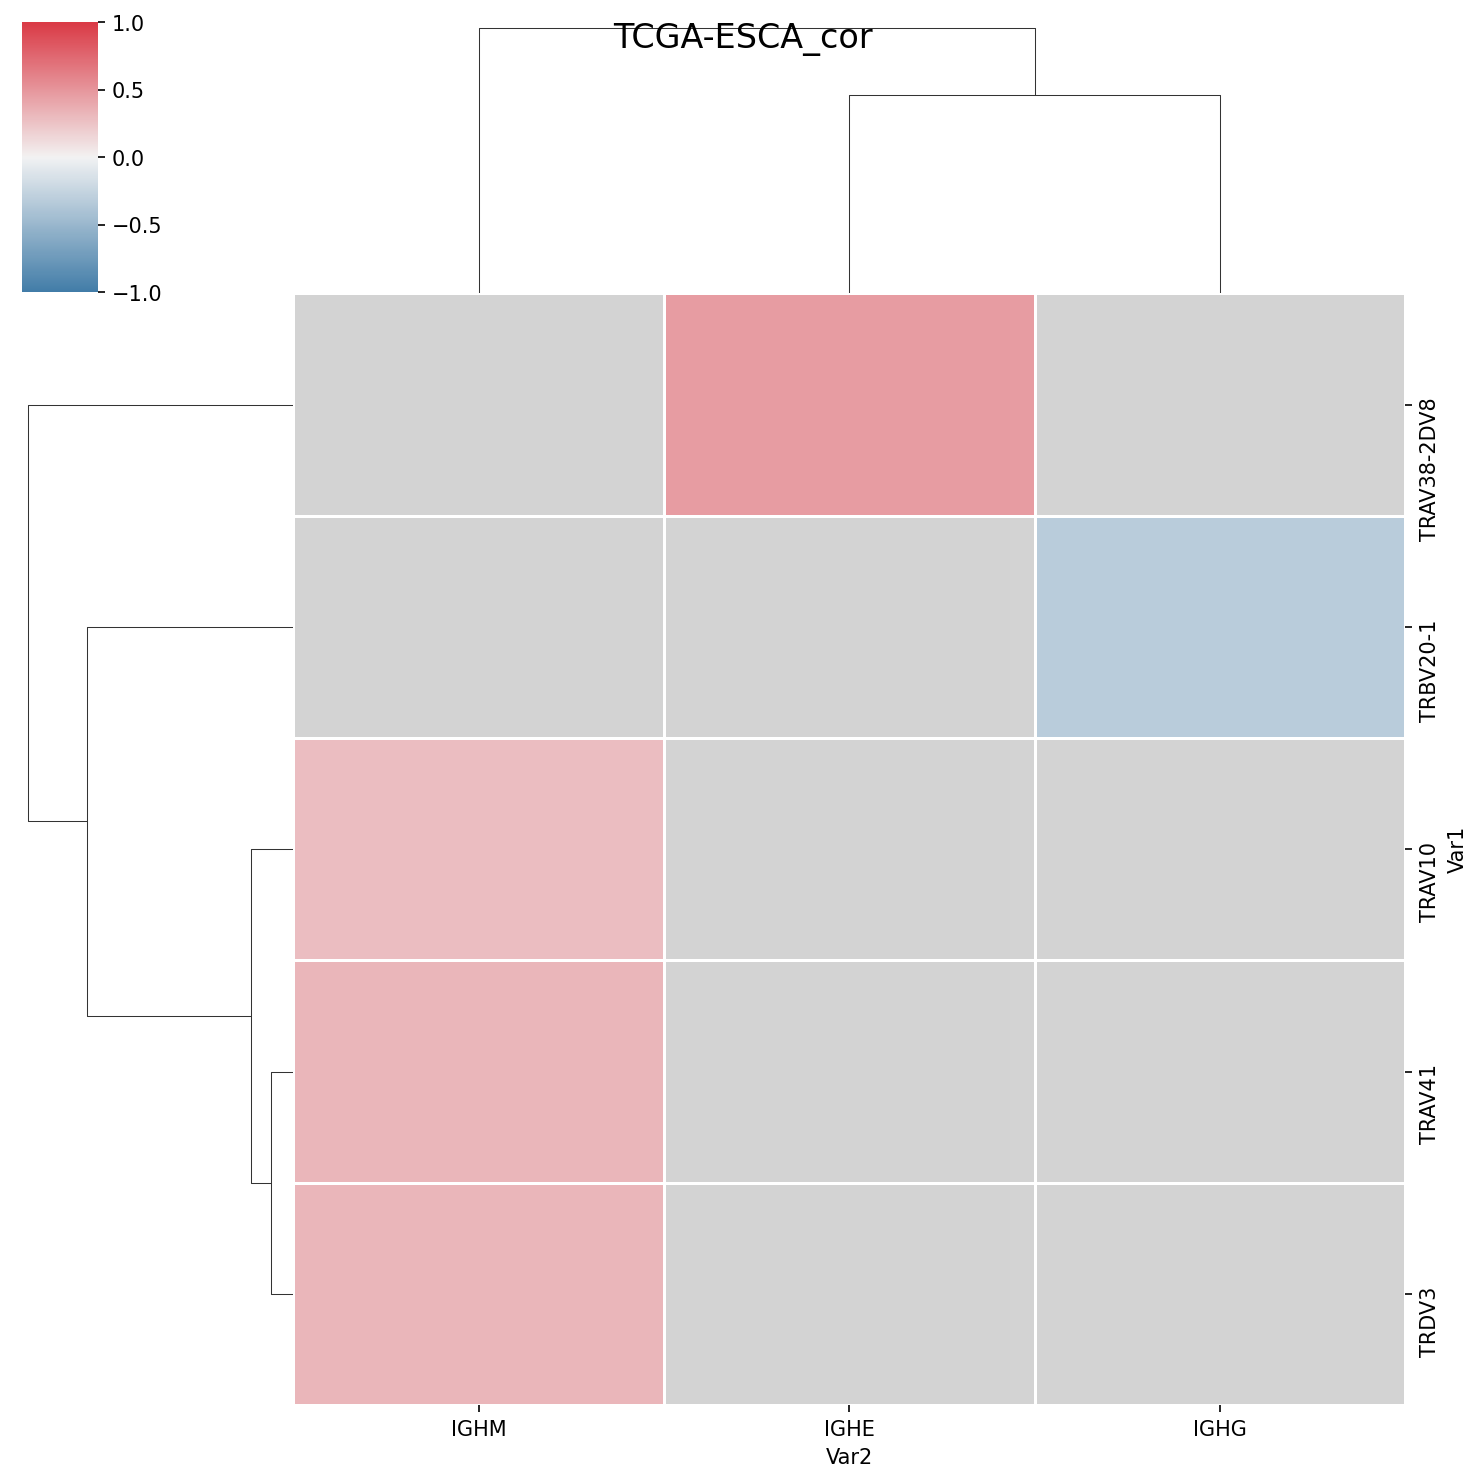 TCGA-ESCA_cor
1.0
0.5
0.0
−0.5
−1.0
TRAV38-2DV8
TRBV20-1
TRAV10
TRAV41
TRDV3
Var1
IGHM IGHE IGHG
Var2